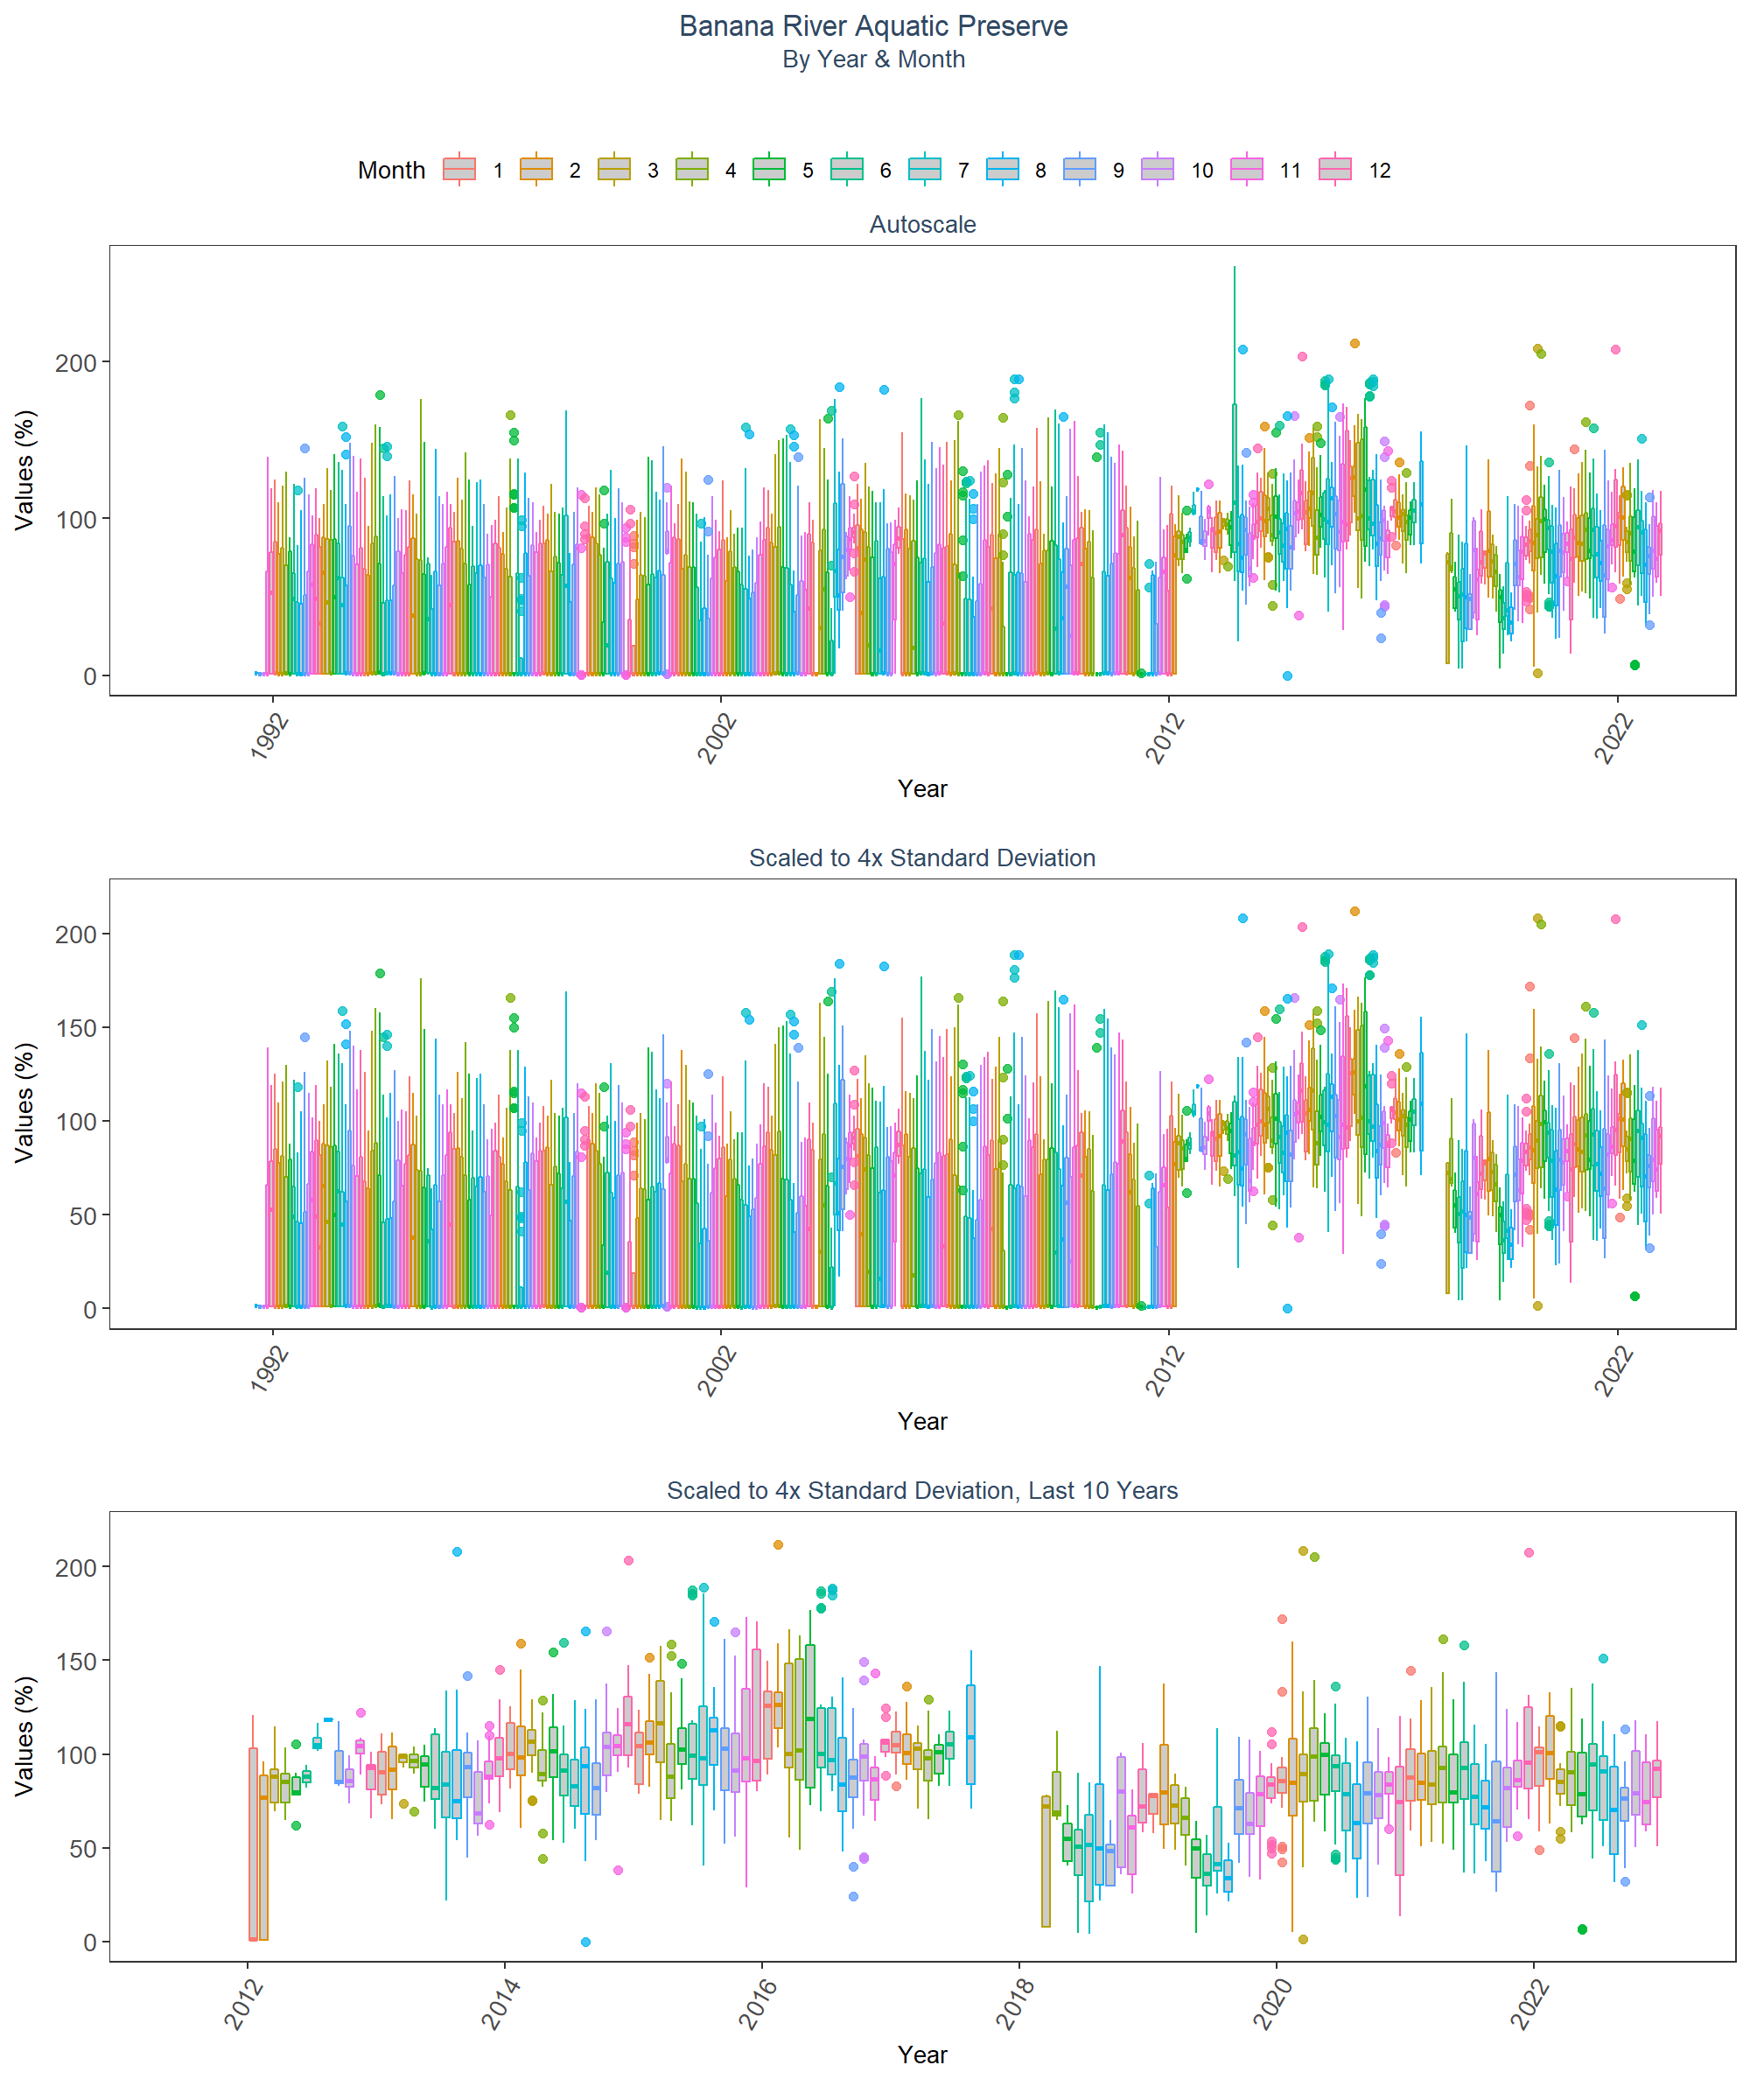 Banana River Aquatic Preserve
By Year & Month
Month 1 2 3 4 5 6 7 8 9 10 11 12
Autoscale
Values (%)
200
100
0
1992 2002 2012 2022
Year
Scaled to 4x Standard Deviation
Values (%)
200
150
100
50
0
1992 2002 2012 2022
Year
Scaled to 4x Standard Deviation, Last 10 Years
Values (%)
200
150
100
50
0
2012 2014 2016 2018 2020 2022
Year